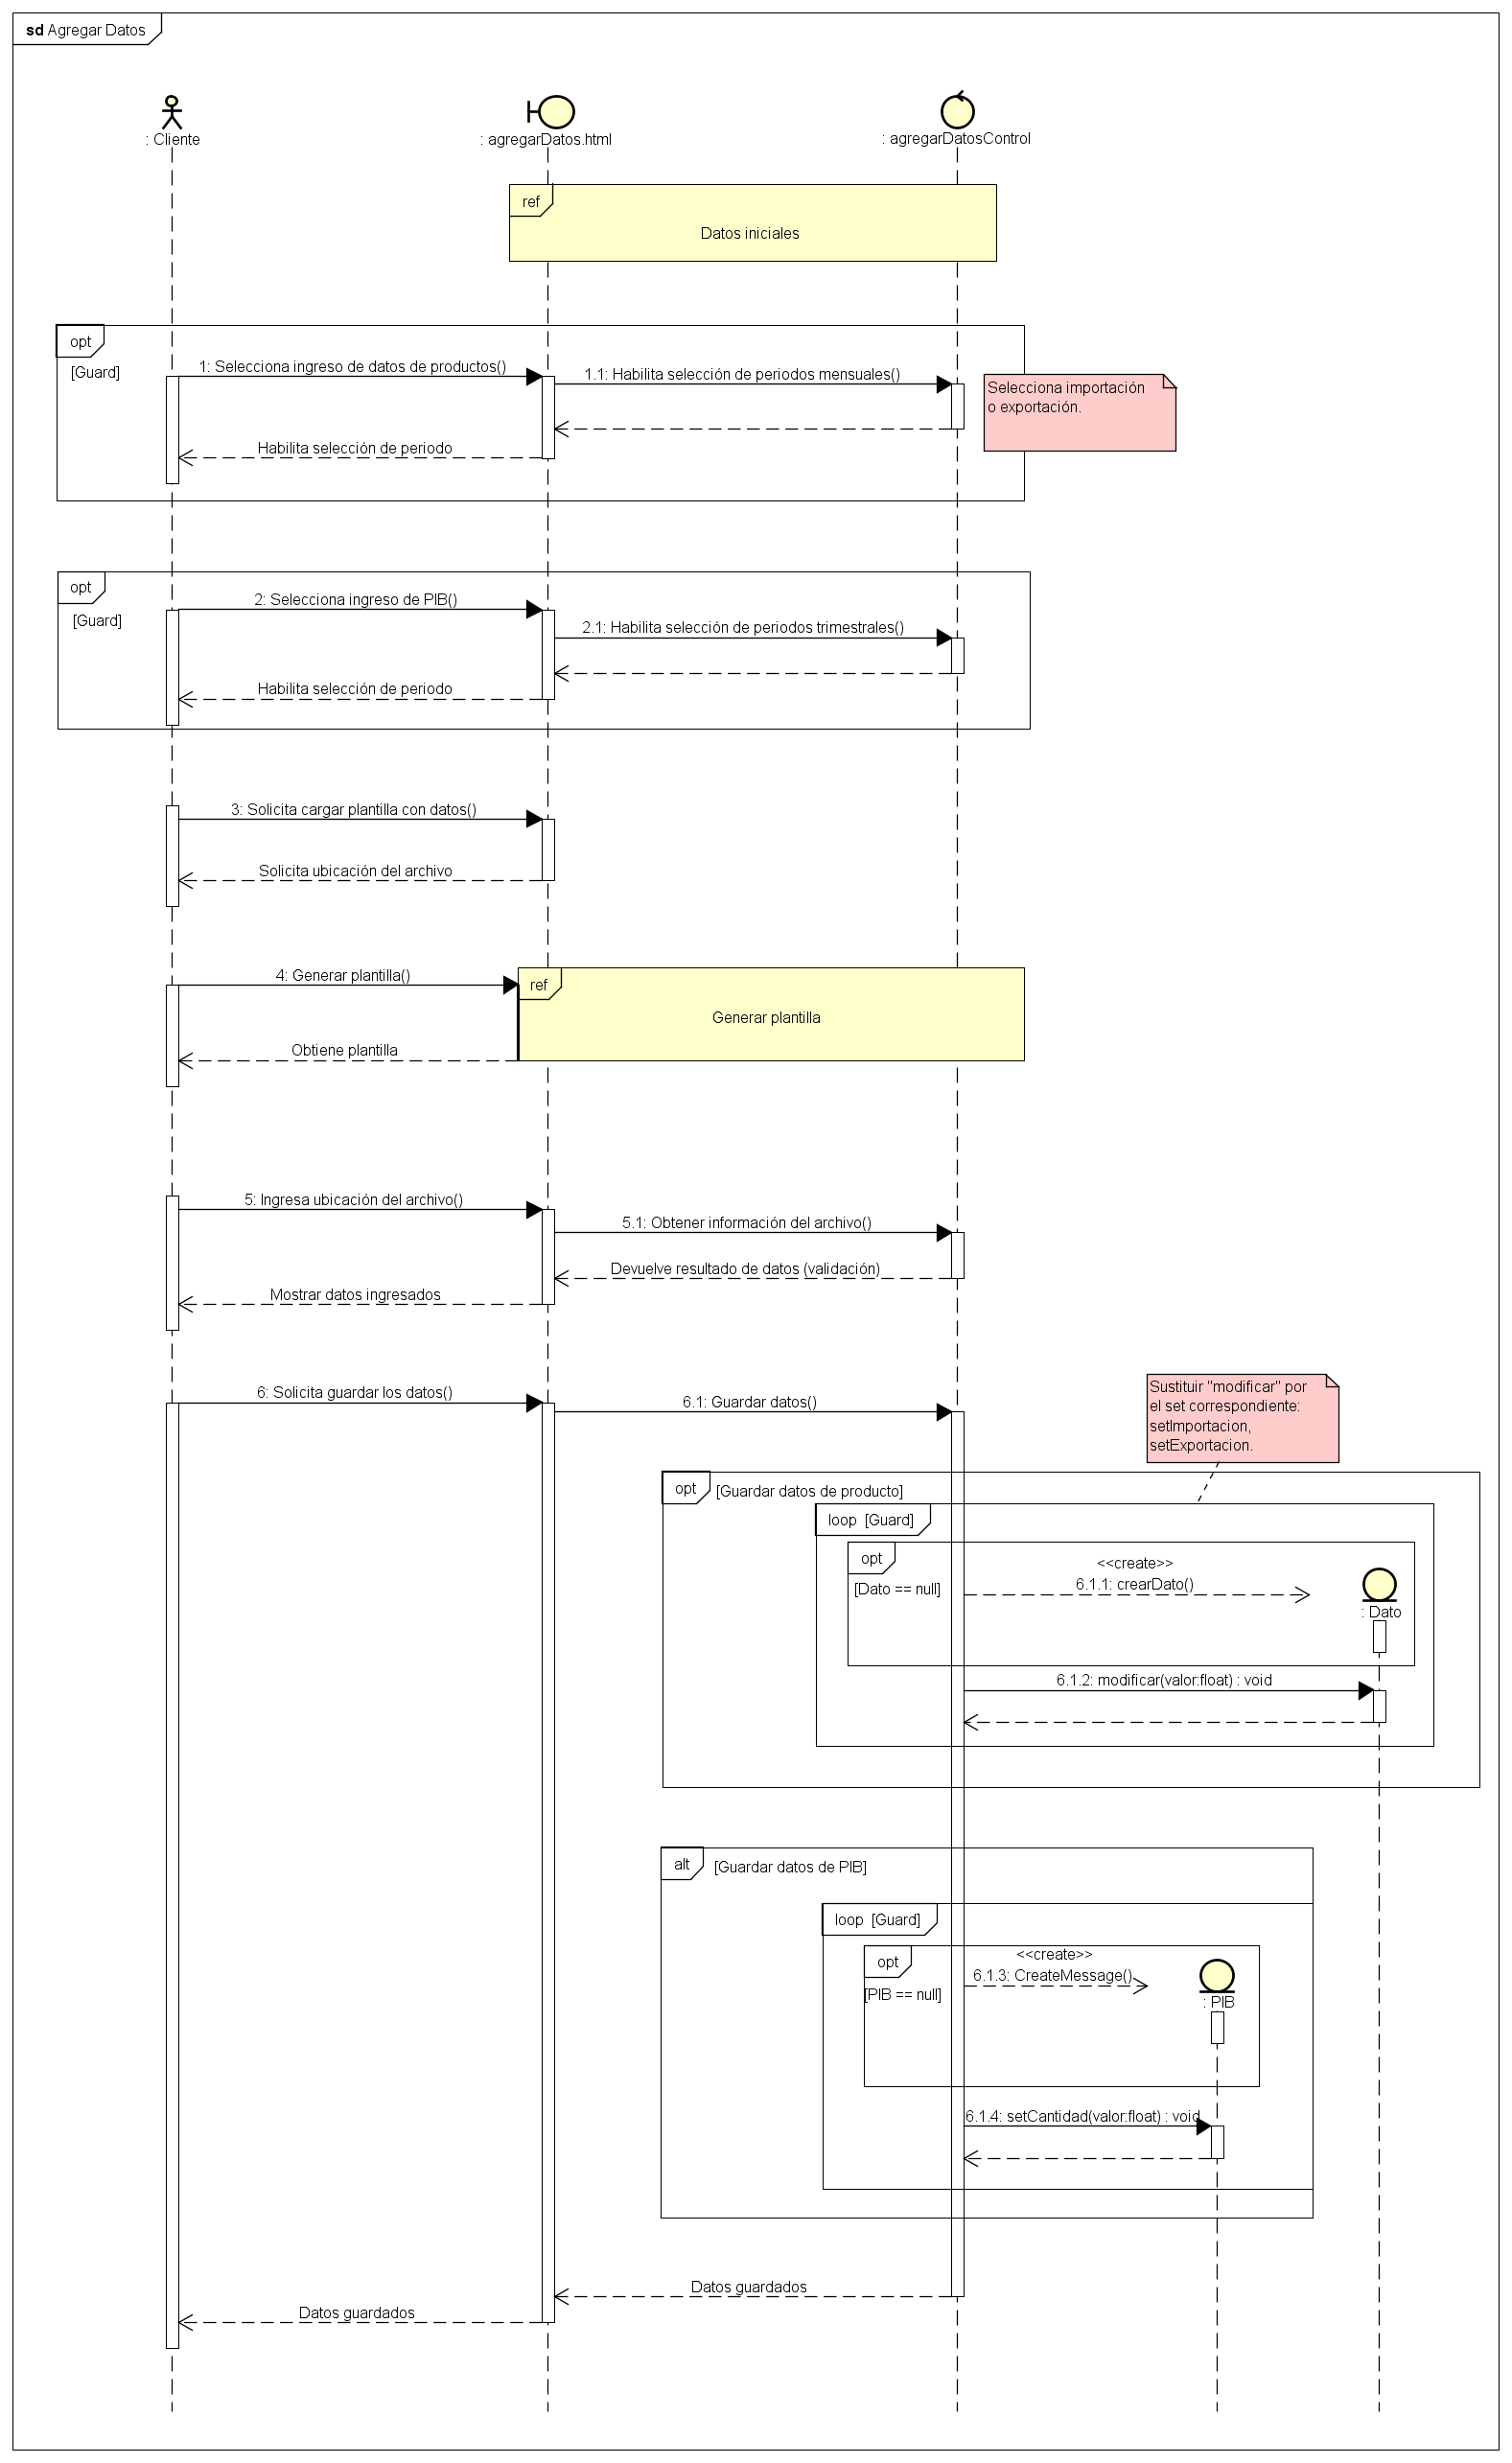 sd Agregar Datos
: Cliente
: agregarDatos.html
: agregarDatosControl
ref
Datos iniciales
opt
[Guard]
1: Selecciona ingreso de datos de productos()
1.1: Habilita selección de periodos mensuales()
Selecciona importación
o exportación.
Habilita selección de periodo
opt
[Guard]
2: Selecciona ingreso de PIB()
2.1: Habilita selección de periodos trimestrales()
Habilita selección de periodo
3: Solicita cargar plantilla con datos()
Solicita ubicación del archivo
4: Generar plantilla()
ref
Generar plantilla
Obtiene plantilla
5: Ingresa ubicación del archivo()
5.1: Obtener información del archivo()
Devuelve resultado de datos (validación)
Mostrar datos ingresados
6: Solicita guardar los datos()
6.1: Guardar datos()
Sustituir "modificar" por
el set correspondiente:
setImportacion,
setExportacion.
opt
[Guardar datos de producto]
loop [Guard]
opt
[Dato == null]
<<create>>
6.1.1: crearDato()
: Dato
6.1.2: modificar(valor:float) : void
alt
[Guardar datos de PIB]
loop [Guard]
opt
[PIB == null]
<<create>>
6.1.3: CreateMessage()
: PIB
6.1.4: setCantidad(valor:float) : void
Datos guardados
Datos guardados